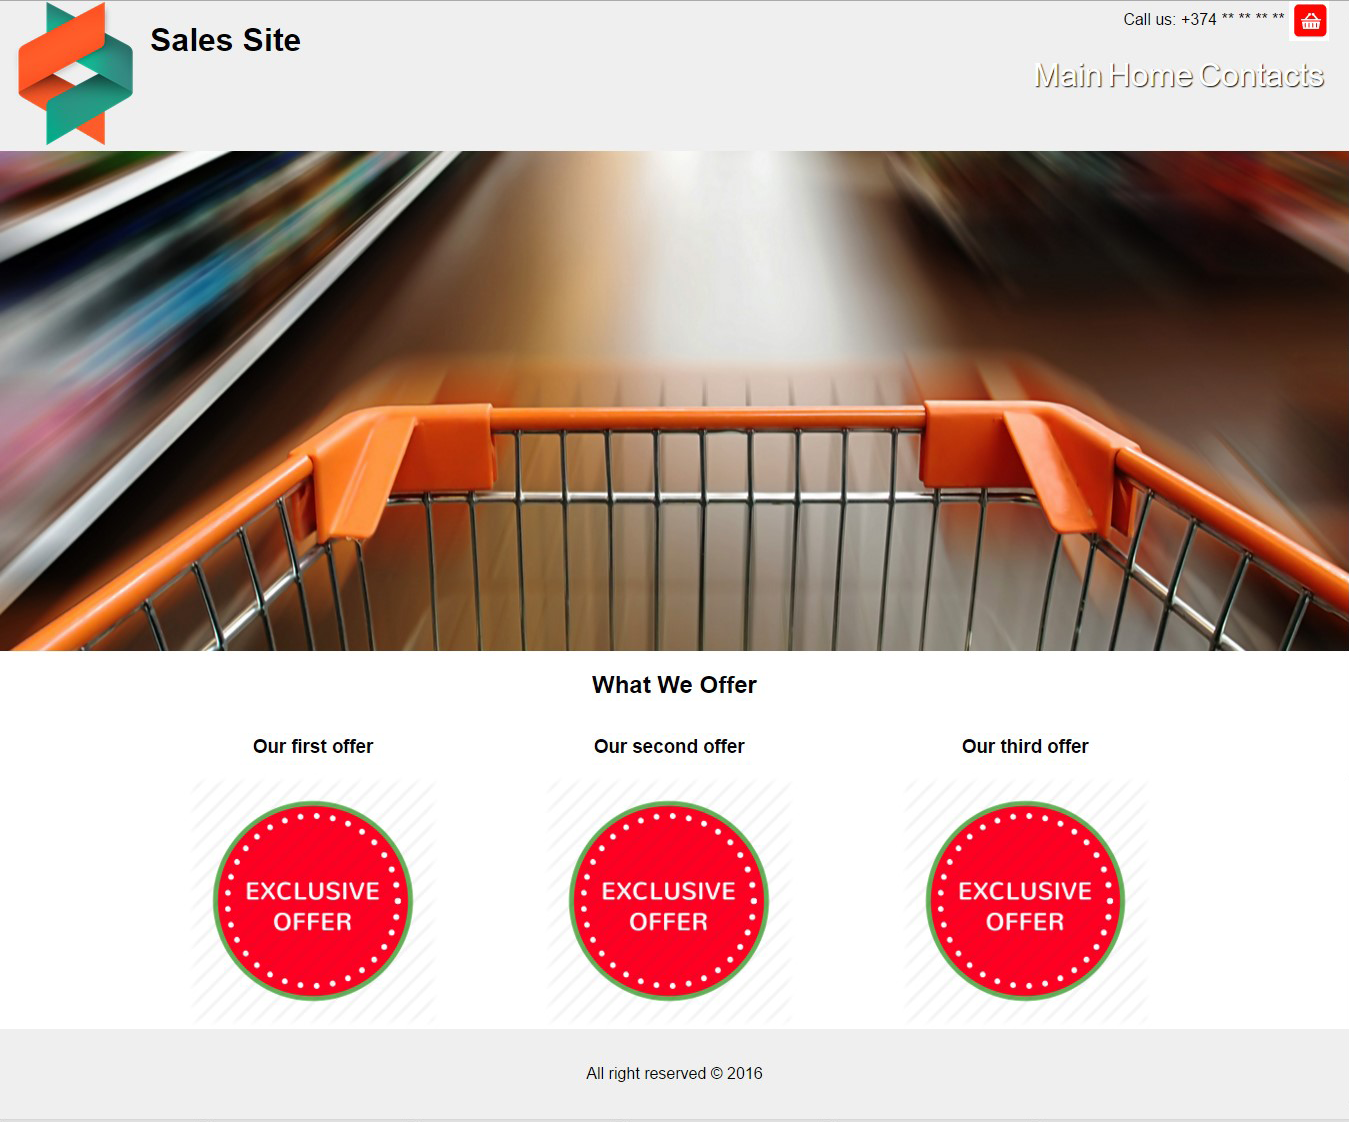 Sales Site
Call us: +374 ** ** ** **
Main Home Contacts
What We Offer
Our first offer
Our second offer
Our third offer
EXCLUSIVE
OFFER
EXCLUSIVE
OFFER
EXCLUSIVE
OFFER
All right reserved © 2016